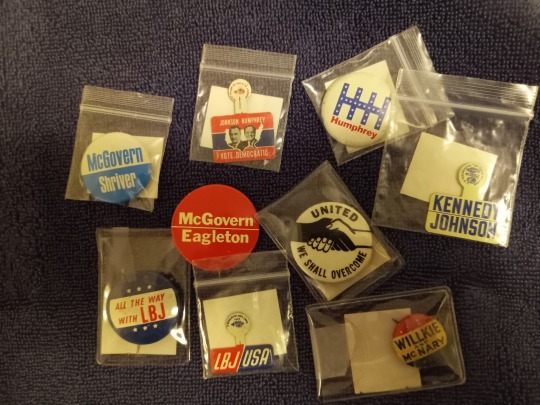 JOHNSON HUMPHREY
VOTE DEMOCRATIC
Humphrey
McGovern
Shriver
KENNEDY
JOHNSON
McGovern
Eagleton
UNITED
WE SHALL OVERCOME
ALL THE WAY
WITH LBJ
LBJ USA
WILLKIE
McNARY